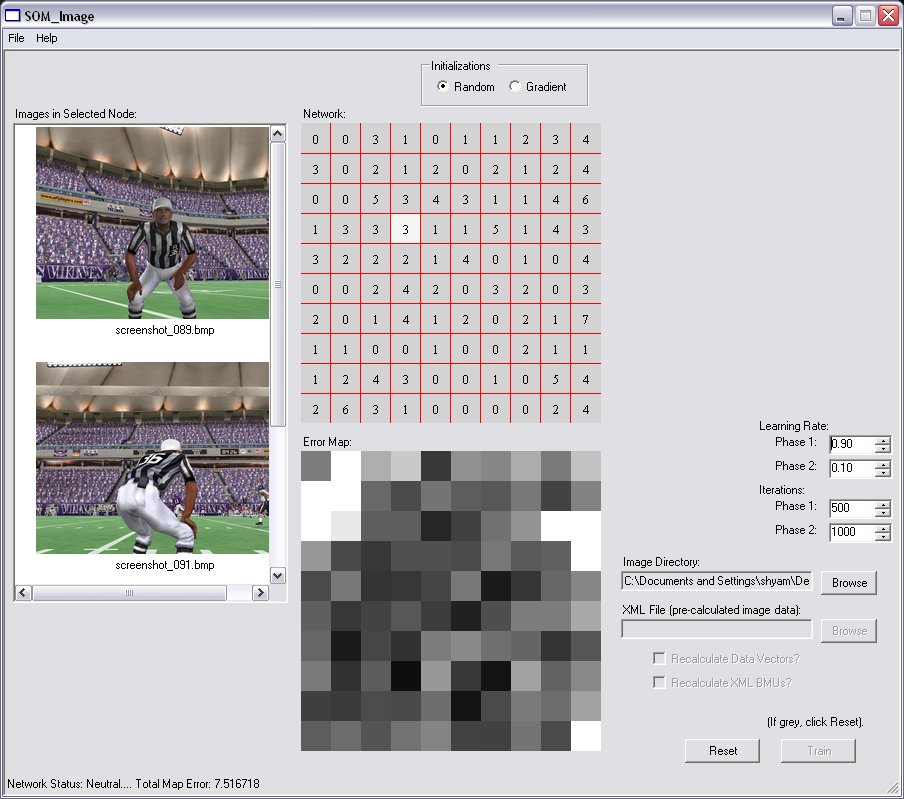 SOM_Image
File Help
Initializations
Random Gradient
Images in Selected Node:
Network:
0 0 3 1 0 1 1 2 3 4
3 0 2 1 2 0 2 1 2 4
0 0 5 3 4 3 1 1 4 6
1 3 3 3 1 1 5 1 4 3
3 2 2 2 1 4 0 1 0 4
0 0 2 4 2 0 3 2 0 3
2 0 1 4 1 2 0 2 1 7
1 1 0 0 1 0 0 2 1 1
1 2 4 3 0 0 1 0 5 4
2 6 3 1 0 0 0 0 2 4
VIKINGS
screenshot_089.bmp
screenshot_091.bmp
Error Map:
Learning Rate:
Phase 1: 0.90
Phase 2: 0.10
Iterations:
Phase 1: 500
Phase 2: 1000
Image Directory:
C:\Documents and Settings\shyam\De
Browse
XML File (pre-calculated image data):
Browse
Recalculate Data Vectors?
Recalculate XML BMUs?
(If grey, click Reset).
Reset Train
Network Status: Neutral.... Total Map Error: 7.516718